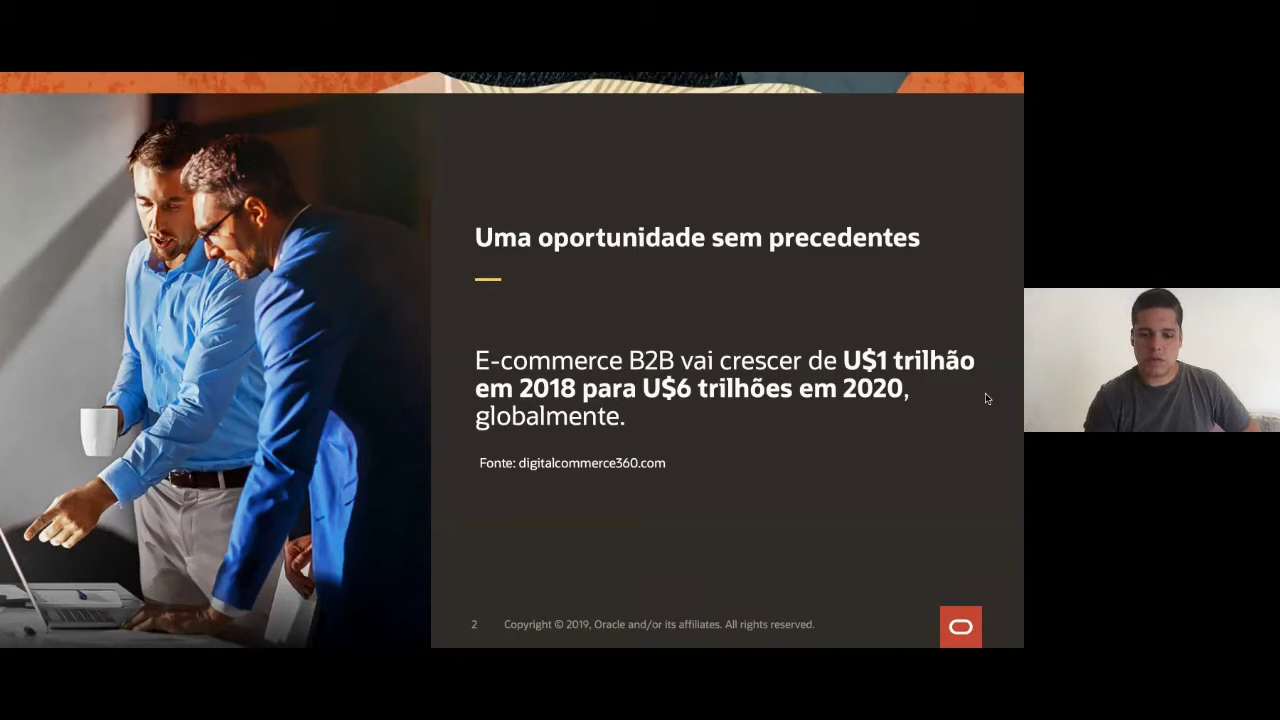 Uma oportunidade sem precedentes
E-commerce B2B vai crescer de U$1 trilhão
em 2018 para U$6 trilhões em 2020,
globalmente.
Fonte: digitalcommerce360.com
2 Copyright © 2019, Oracle and/or its affiliates. All rights reserved.